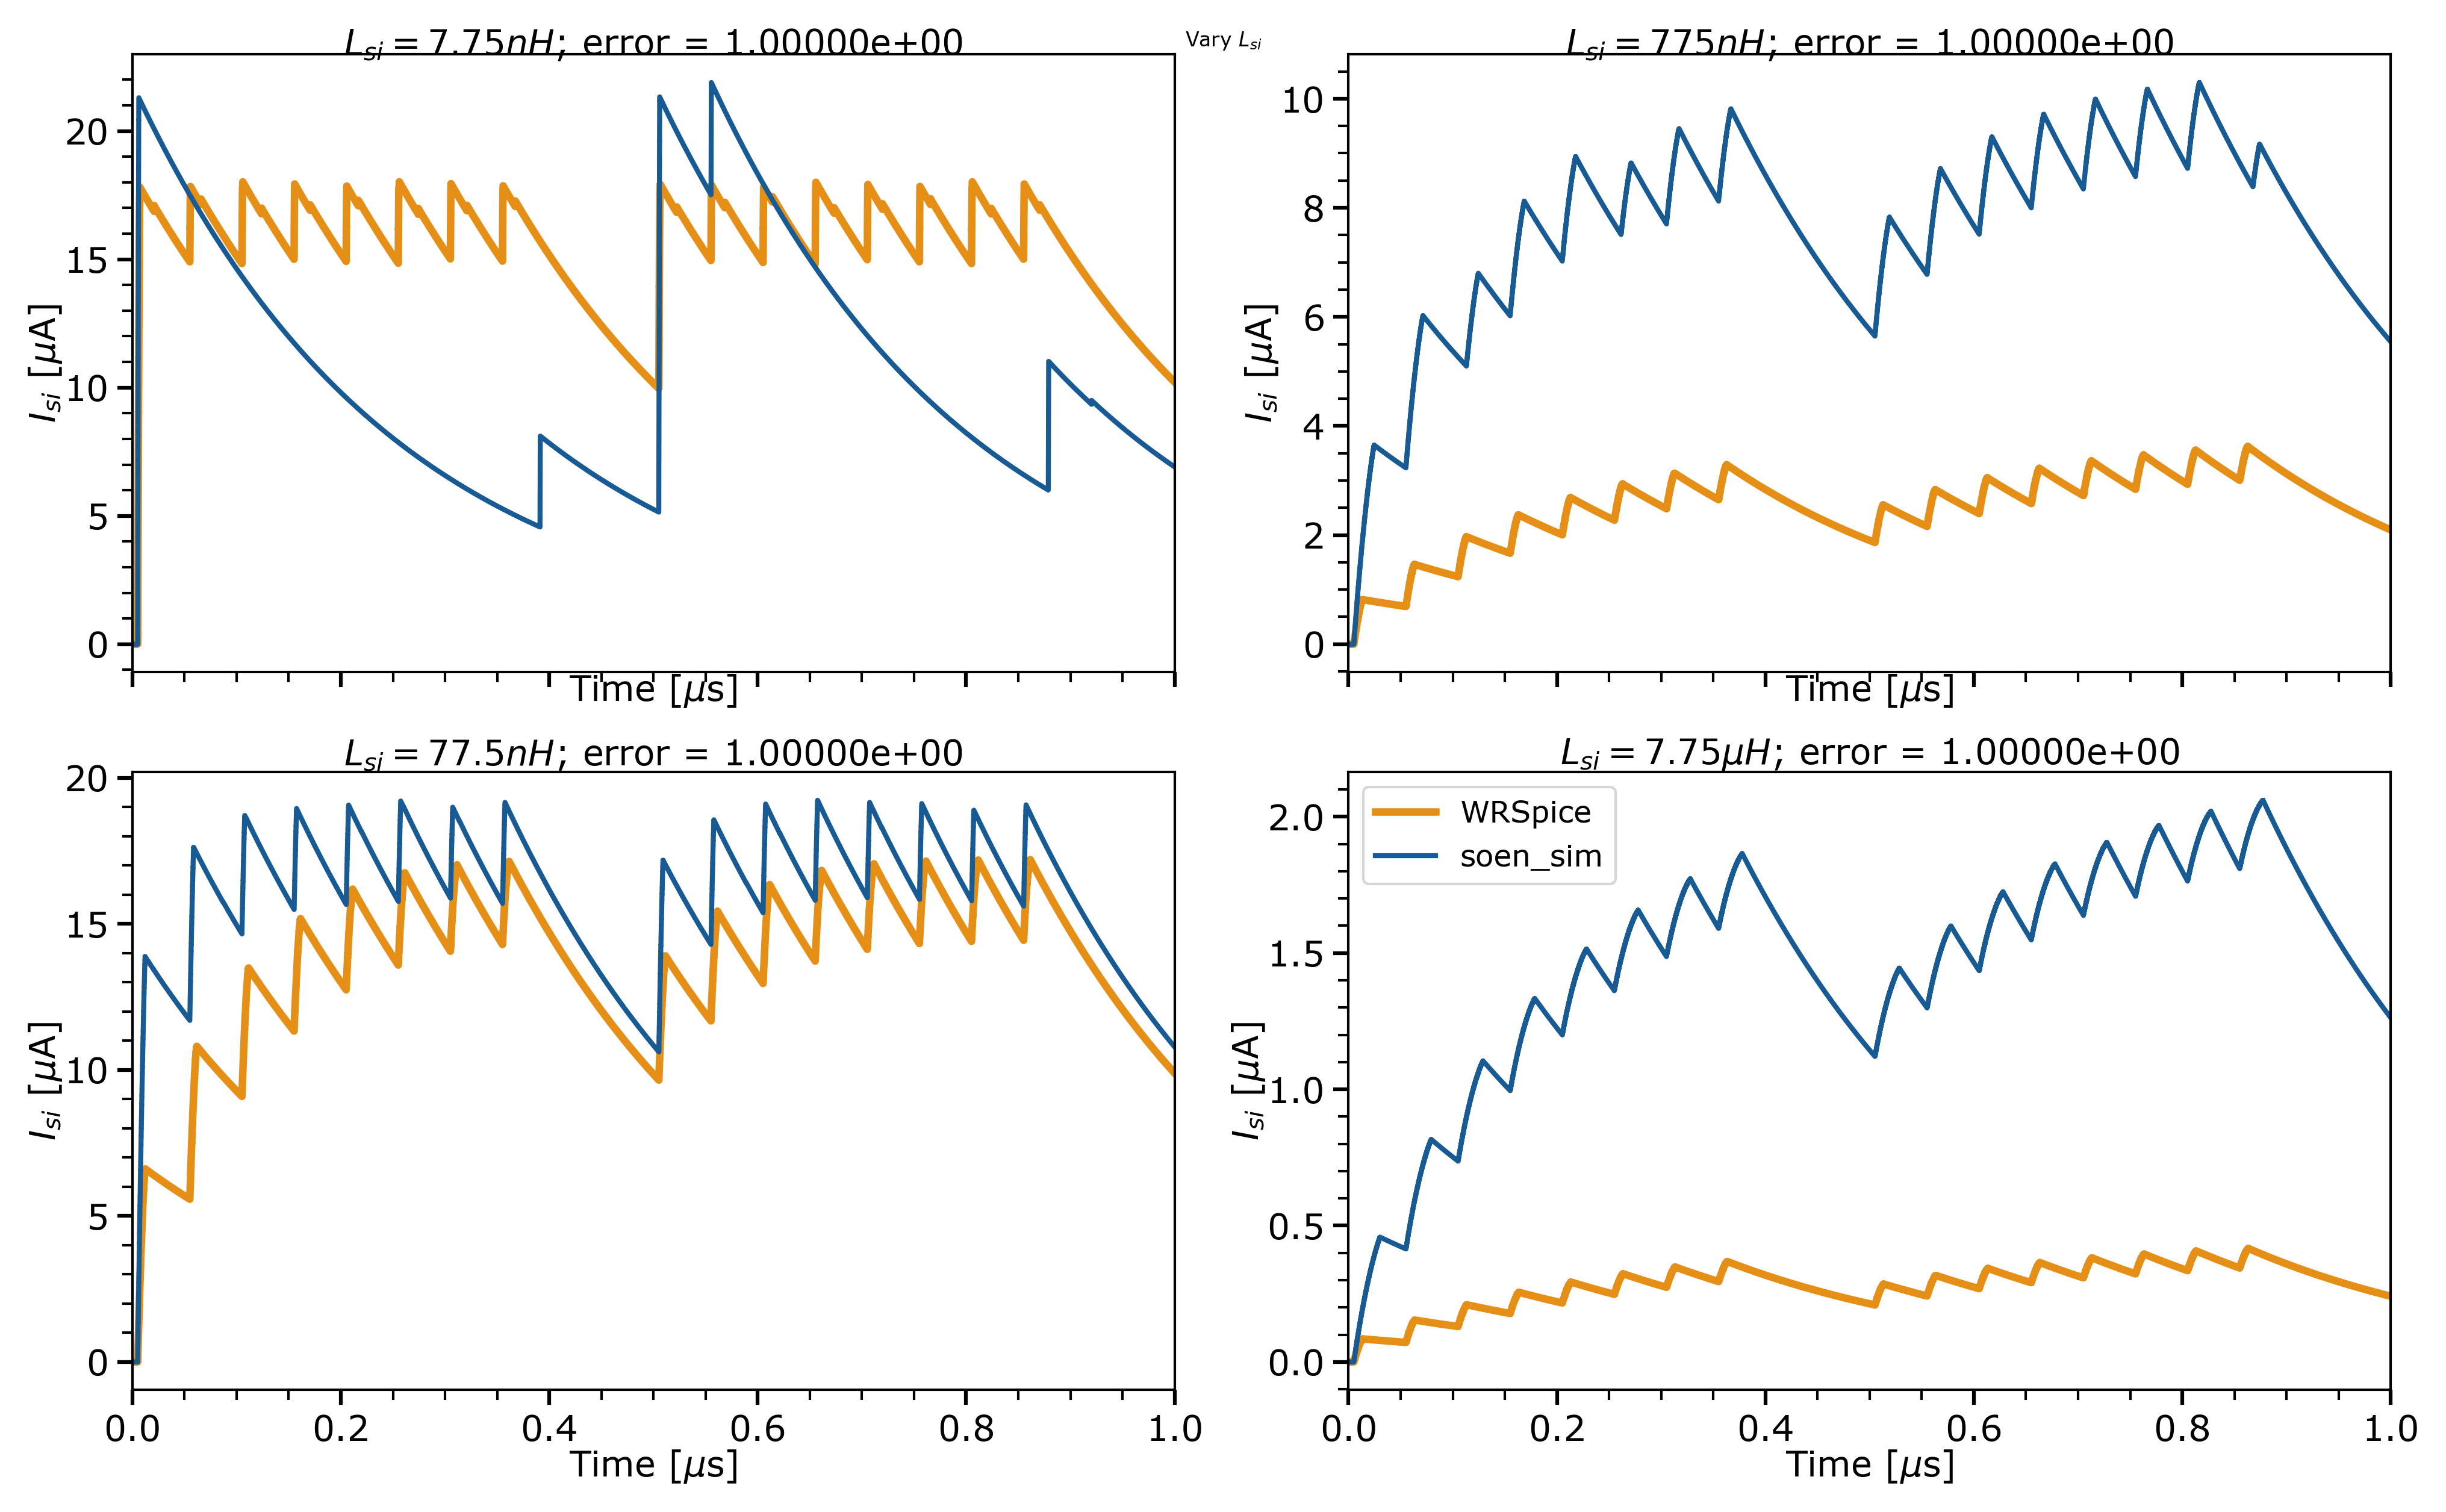 Vary L_si
L_si = 7.75nH; error = 1.00000e+00
20
15
10
5
0
I_si [μA]
Time [μs]
L_si = 775nH; error = 1.00000e+00
10
8
6
4
2
0
I_si [μA]
Time [μs]
L_si = 77.5nH; error = 1.00000e+00
20
15
10
5
0
I_si [μA]
0.0 0.2 0.4 0.6 0.8 1.0
Time [μs]
L_si = 7.75μH; error = 1.00000e+00
WRSpice
soen_sim
2.0
1.5
1.0
0.5
0.0
I_si [μA]
0.0 0.2 0.4 0.6 0.8 1.0
Time [μs]